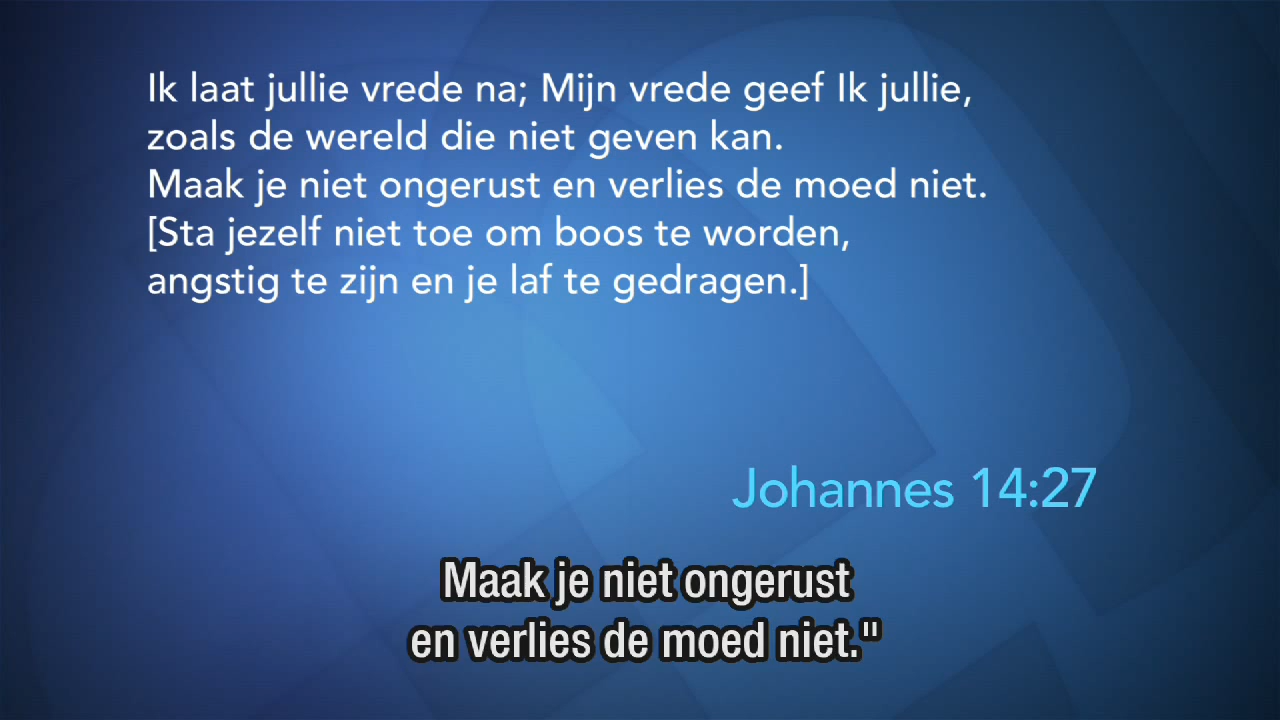 Ik laat jullie vrede na; Mijn vrede geef Ik jullie,
zoals de wereld die niet geven kan.
Maak je niet ongerust en verlies de moed niet.
[Sta jezelf niet toe om boos te worden,
angstig te zijn en je laf te gedragen.]
Johannes 14:27
Maak je niet ongerust
en verlies de moed niet."